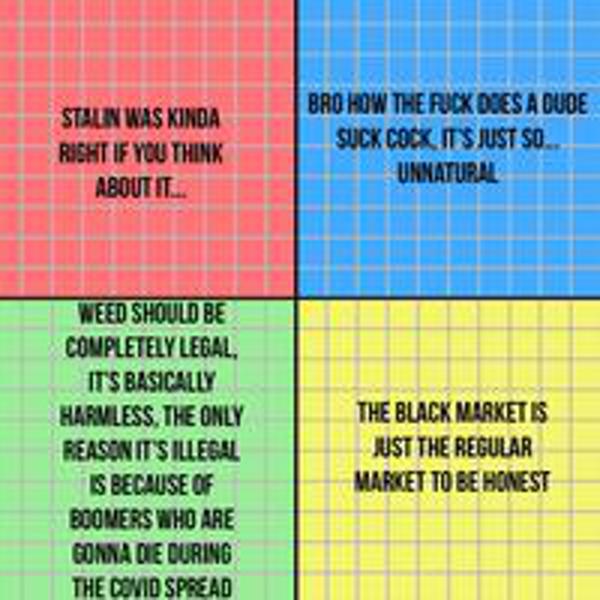 STALIN WAS KINDA
RIGHT IF YOU THINK
ABOUT IT...
BRO HOW THE FUCK DOES A DUDE
SUCK COCK, IT'S JUST SO...
UNNATURAL
WEED SHOULD BE
COMPLETELY LEGAL,
IT'S BASICALLY
HARMLESS, THE ONLY
REASON IT'S ILLEGAL
IS BECAUSE OF
BOOMERS WHO ARE
GONNA DIE DURING
THE COVID SPREAD
THE BLACK MARKET IS
JUST THE REGULAR
MARKET TO BE HONEST